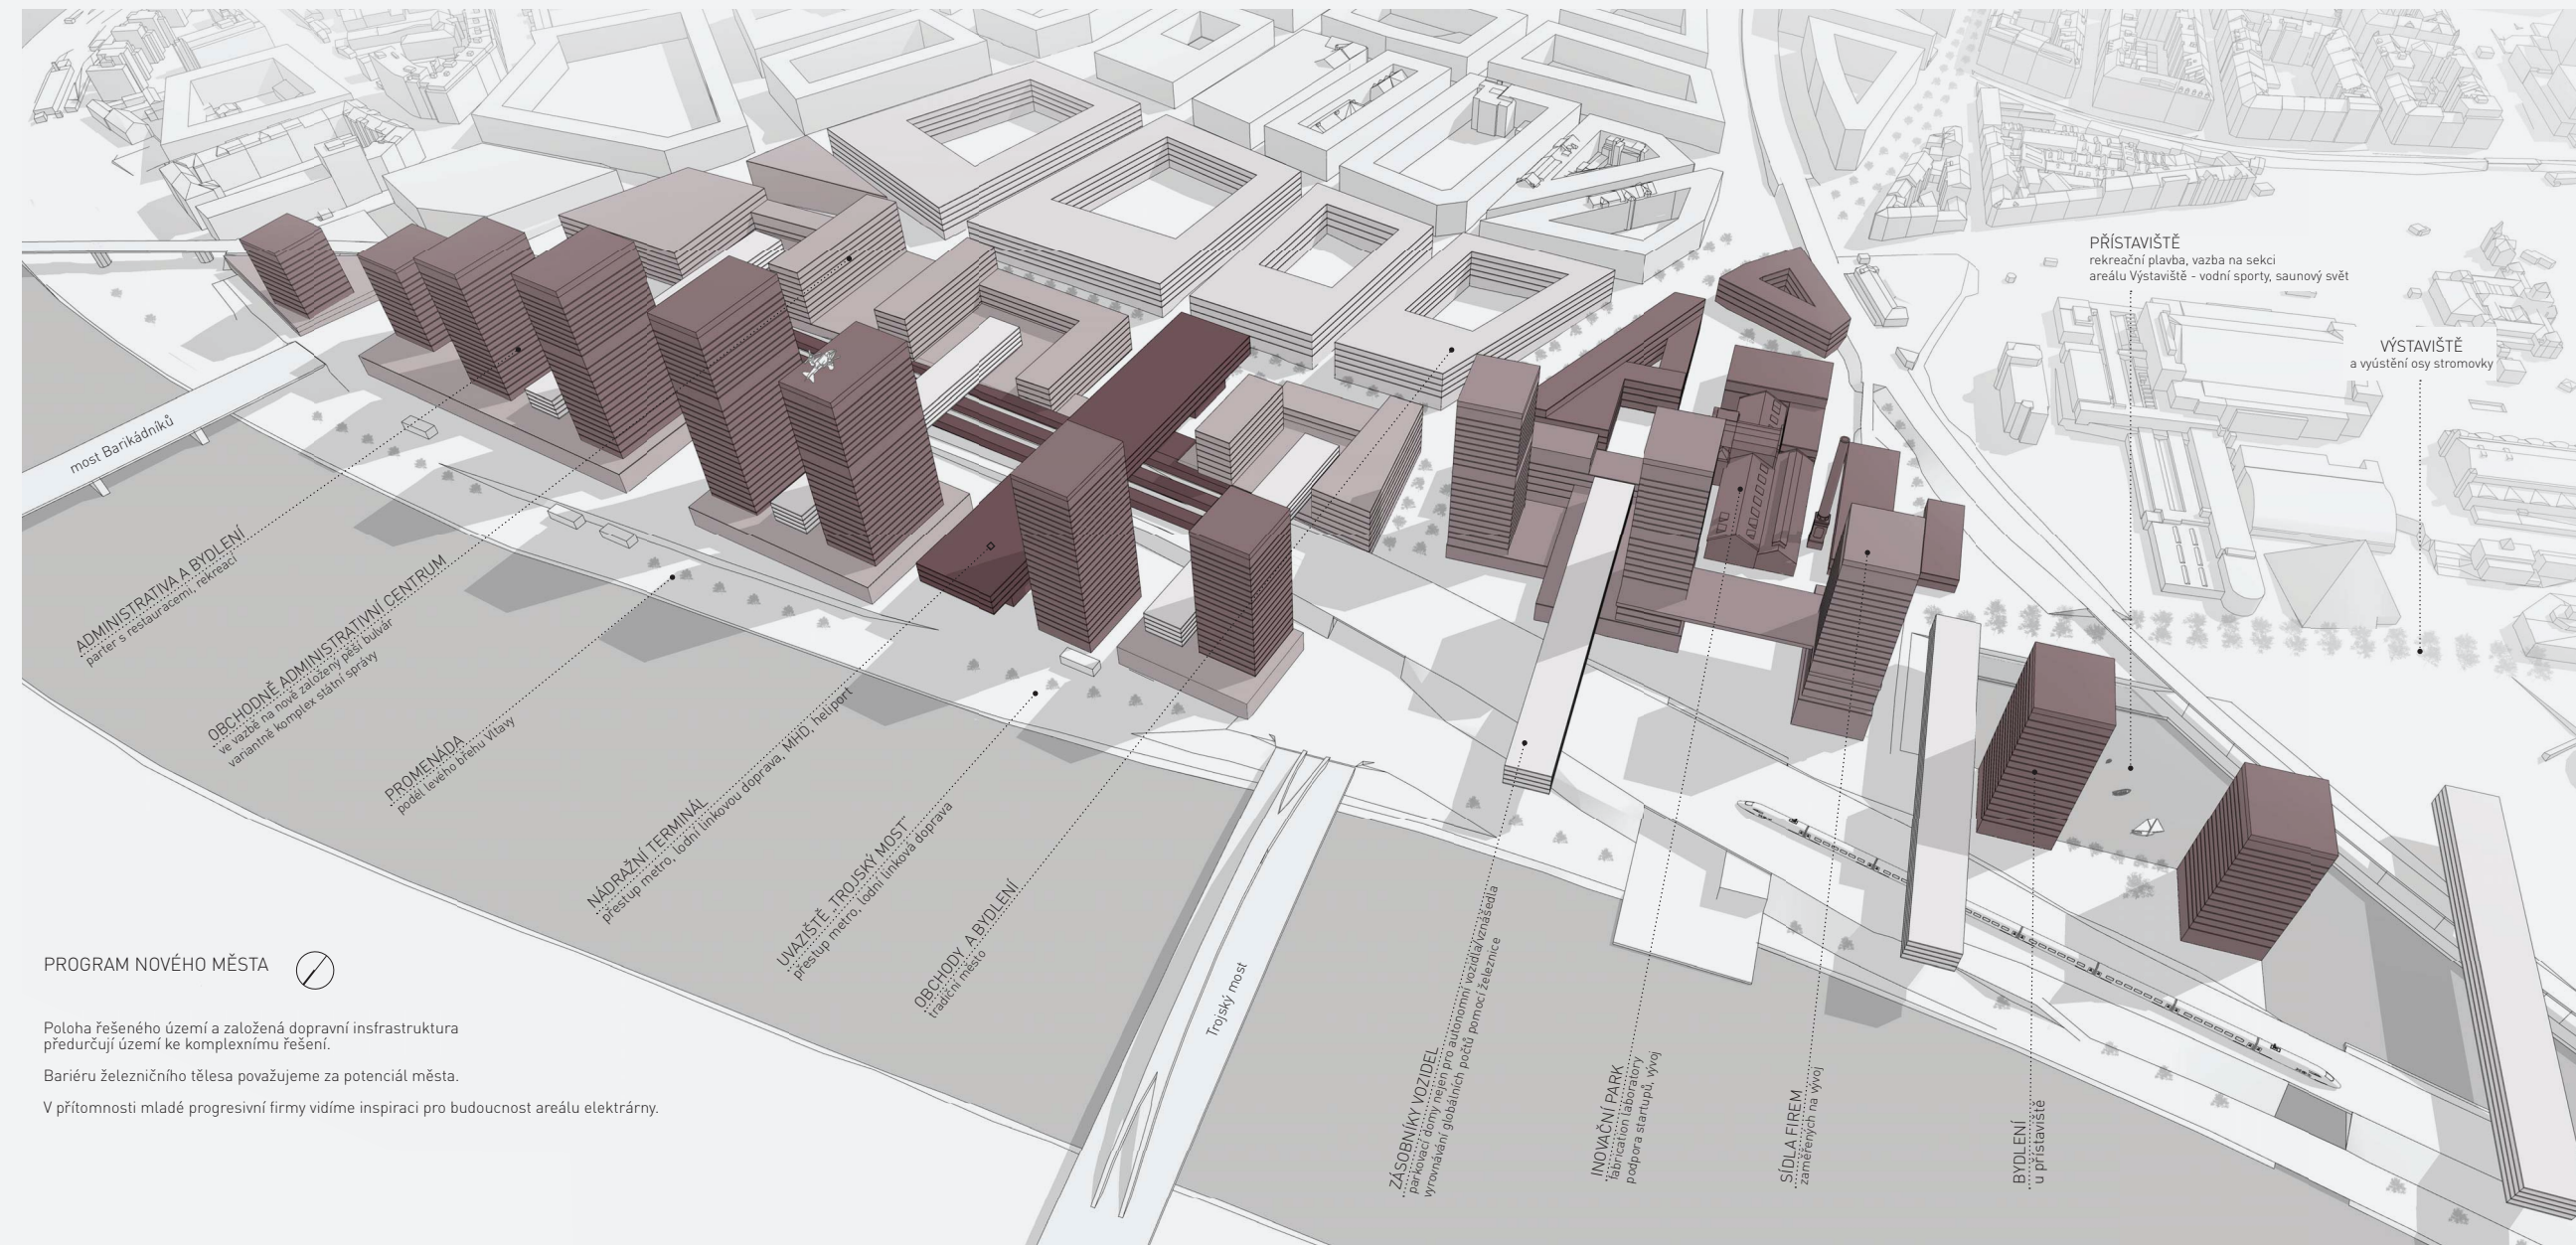 PŘÍSTAVIŠTĚ
rekreační plavba, vazba na sekci
areálu Výstaviště - vodní sporty, saunový svět
VÝSTAVIŠTĚ
a vyústění osy stromovky
most Barikádníků
ADMINISTRATIVA A BYDLENÍ
parter s restauracemi, rekreací
OBCHODNĚ ADMINISTRATIVNÍ CENTRUM
ve vazbě na nově založený pěší bulvár
variantně komplex státní správy
PROMENÁDA
podél levého břehu Vltavy
NÁDRAŽNÍ TERMINÁL
přestup metro, lodní linkovou doprava, MHD, heliport
UVAZIŠTĚ „TROJSKÝ MOST“
přestup metro, lodní linková doprava
OBCHODY A BYDLENÍ
tradiční město
Trojský most
ZÁSOBNÍKY VOZIDEL
parkovací domy nejen pro autonomní vozidla/vznášedla
vyrovnávání globálních počtů pomocí železnice
INOVAČNÍ PARK
fabrication laboratory
podpora startupů, vývoj
SÍDLA FIREM
zaměřených na vývoj
BYDLENÍ
u přístaviště
PROGRAM NOVÉHO MĚSTA
Poloha řešeného území a založená dopravní insfrastruktura
předurčují území ke komplexnímu řešení.
Bariéru železničního tělesa považujeme za potenciál města.
V přítomnosti mladé progresivní firmy vidíme inspiraci pro budoucnost areálu elektrárny.